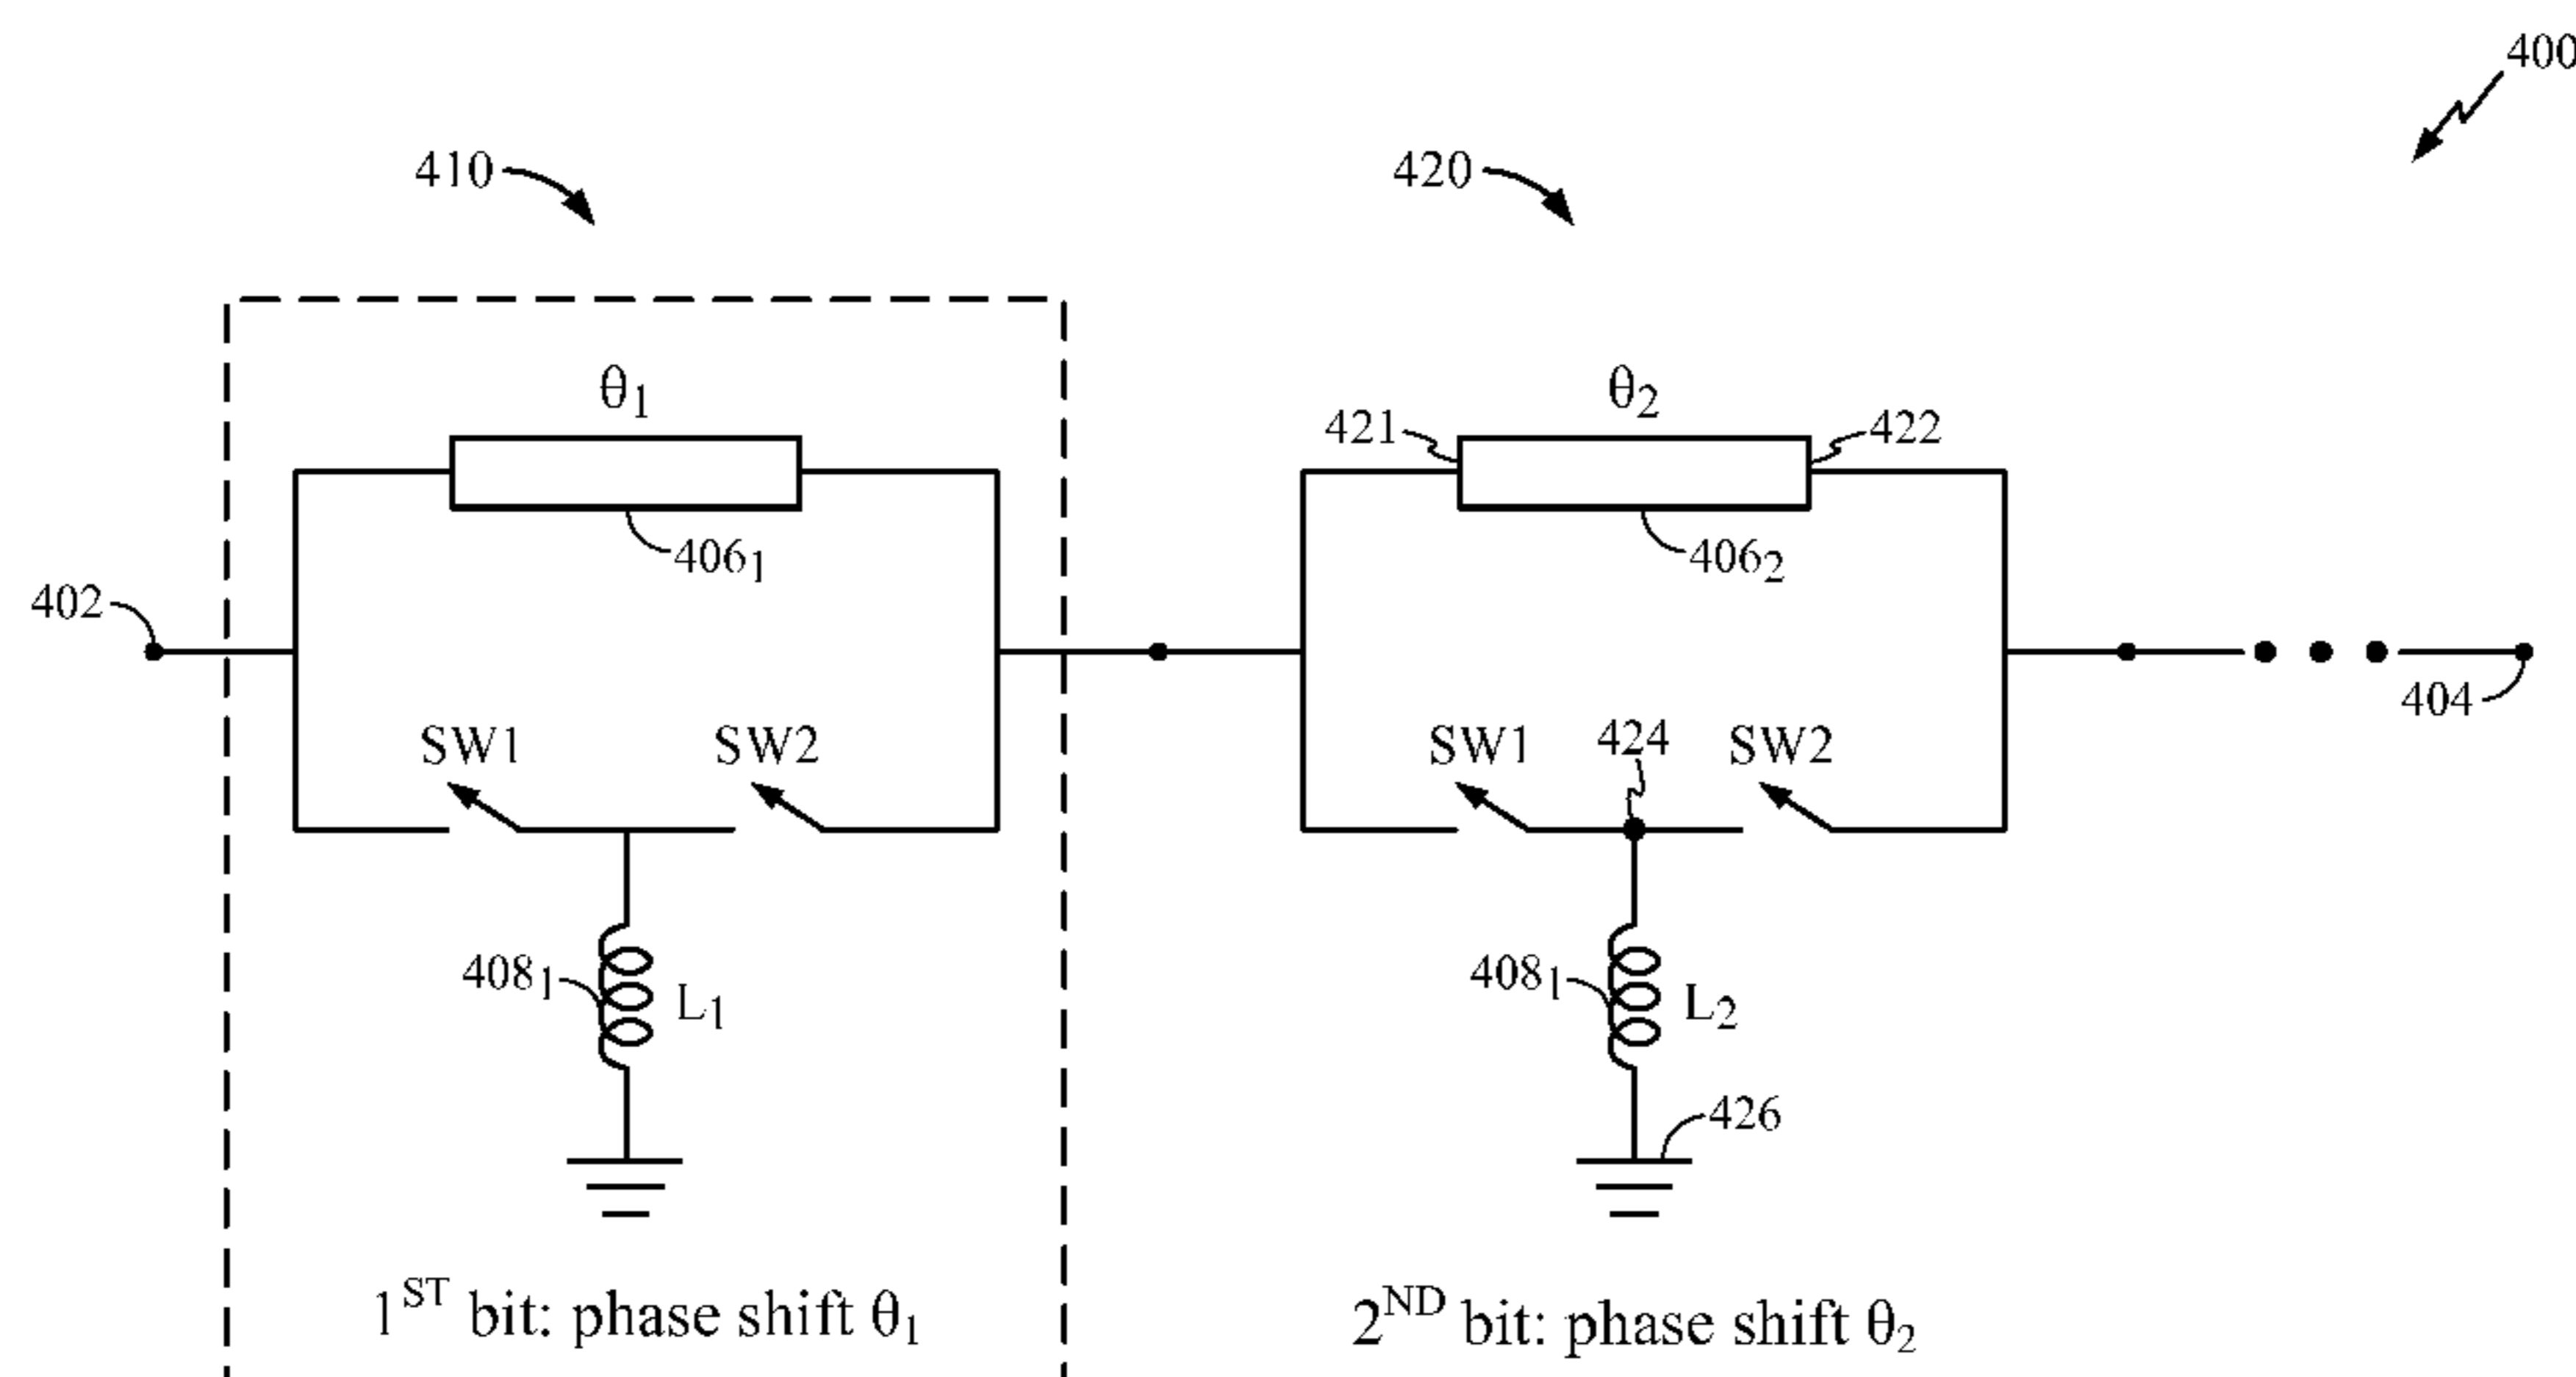 400
410
420
θ1
θ2
421
422
4061
4062
402
SW1
SW2
SW1
424
SW2
404
4081
L1
4081
L2
426
1ST bit: phase shift θ1
2ND bit: phase shift θ2